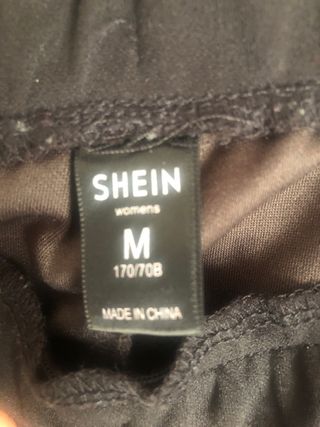 SHEIN
womens
M
170/70B
MADE IN CHINA